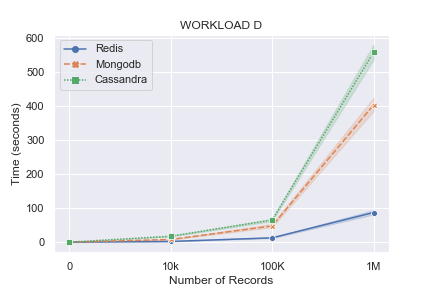 WORKLOAD D
Redis
Mongodb
Cassandra
600
500
400
300
200
100
0
Time (seconds)
0 10k 100K 1M
Number of Records